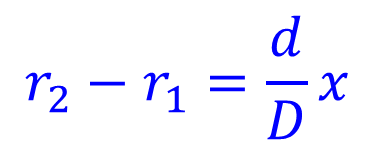 r₂ − r₁ = d/D x